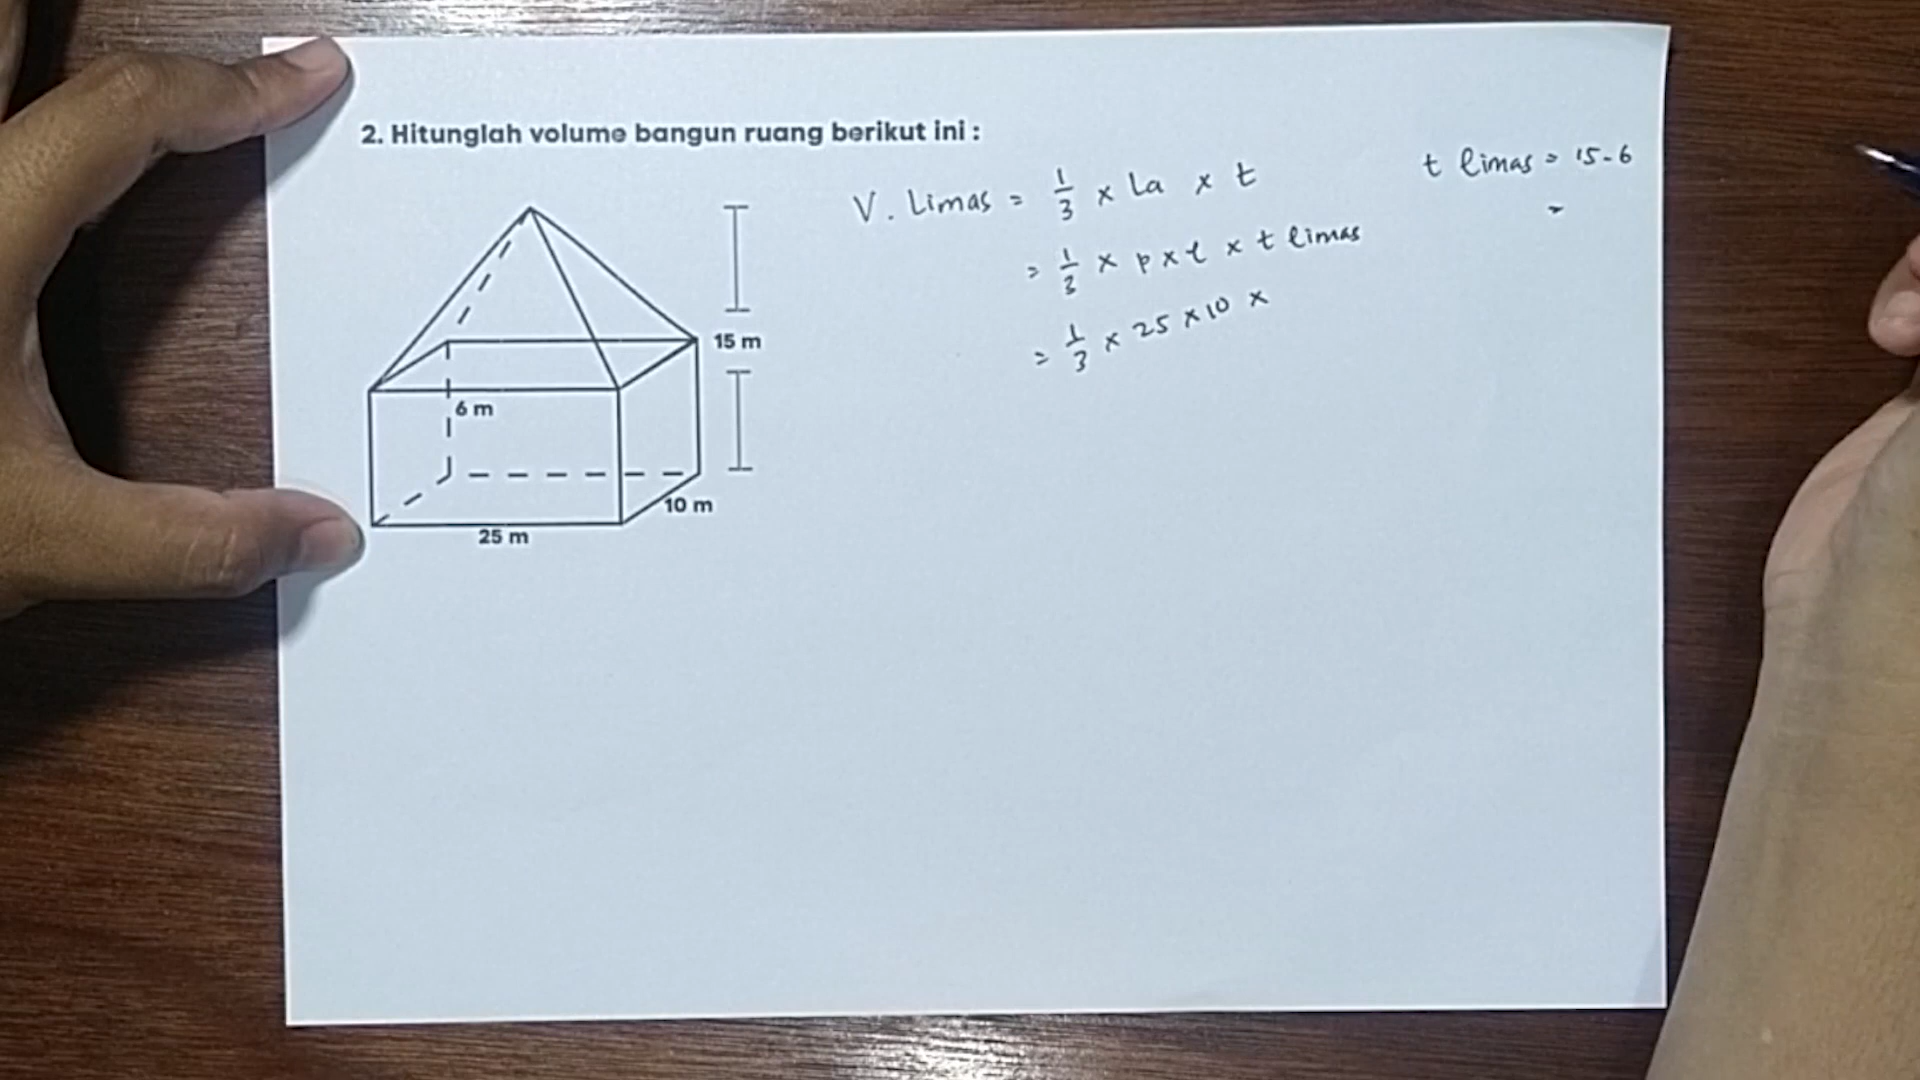 2. Hitunglah volume bangun ruang berikut ini :
V. Limas = 1/3 x La x t
= 1/3 x p x l x t limas
= 1/3 x 25 x 10 x
t limas = 15-6
=
15 m
6 m
10 m
25 m